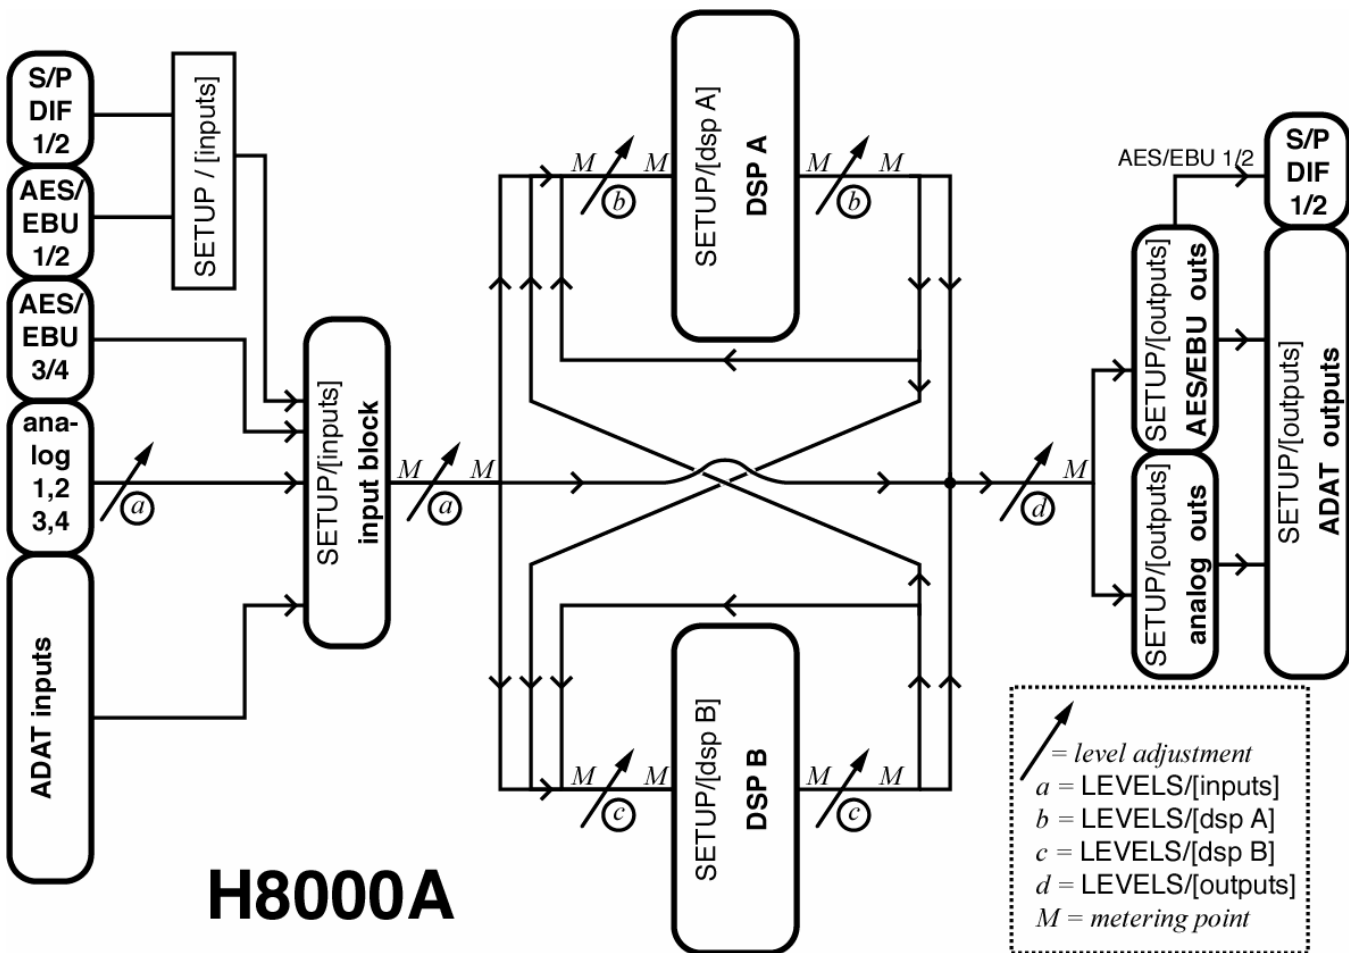 S/P
DIF
1/2
AES/
EBU
1/2
AES/
EBU
3/4
ana-
log
1,2
3,4
ADAT inputs
SETUP / [inputs]
a
SETUP/[inputs]
input block
M
a
M
M
b
M
SETUP/[dsp A]
DSP A
M
b
M
M
c
M
SETUP/[dsp B]
DSP B
M
c
M
d
M
AES/EBU 1/2
SETUP/[outputs]
AES/EBU outs
SETUP/[outputs]
analog outs
S/P
DIF
1/2
SETUP/[outputs]
ADAT outputs
= level adjustment
a = LEVELS/[inputs]
b = LEVELS/[dsp A]
c = LEVELS/[dsp B]
d = LEVELS/[outputs]
M = metering point
H8000A